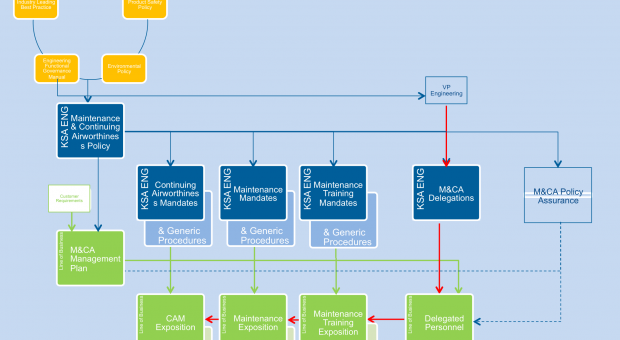 Industry Leading
Best Practice
Product Safety
Policy
Engineering
Functional
Governance
Manual
Environmental
Policy
VP
Engineering
KSA ENG
Maintenance
& Continuing
Airworthines
s Policy
KSA ENG
Continuing
Airworthines
s Mandates
KSA ENG
Maintenance
Mandates
KSA ENG
Maintenance
Training
Mandates
KSA ENG
M&CA
Delegations
M&CA Policy
Assurance
& Generic
Procedures
& Generic
Procedures
& Generic
Procedures
Customer
Requirements
Line of Business
M&CA
Management
Plan
Line of Business
CAM
Exposition
Line of Business
Maintenance
Exposition
Line of Business
Maintenance
Training
Exposition
Line of Business
Delegated
Personnel